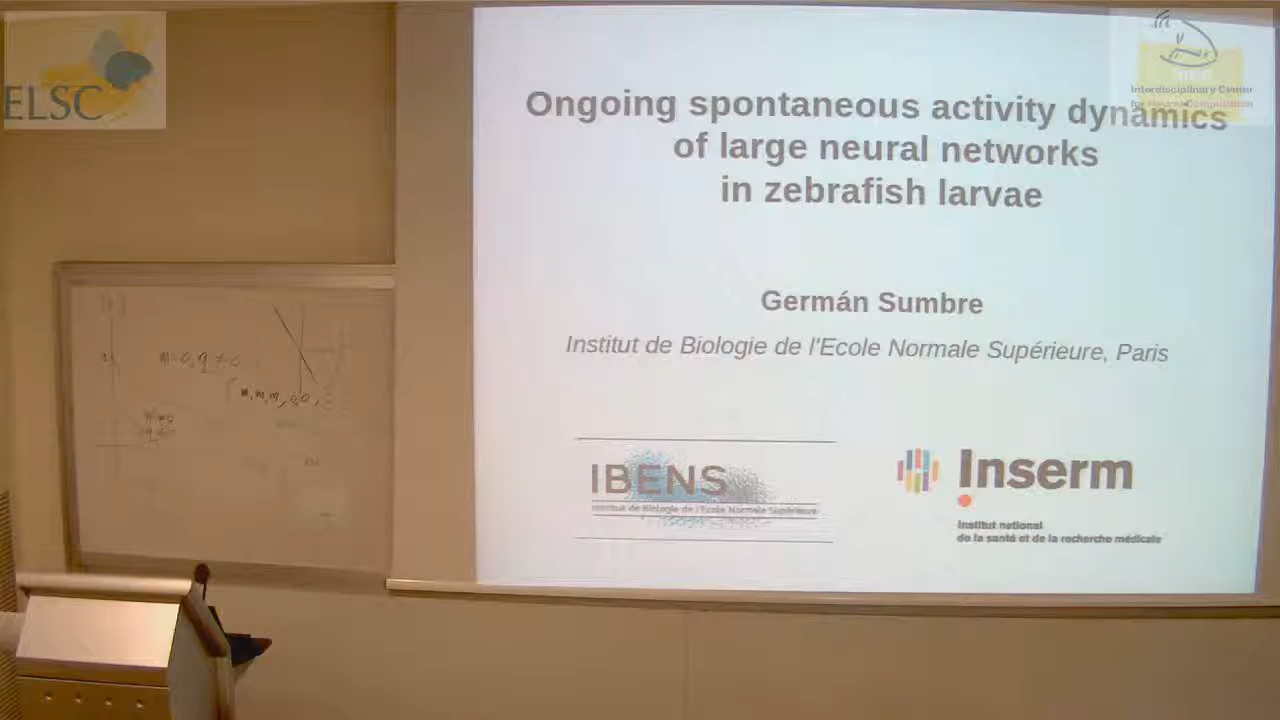 ELSC
Interdisciplinary Center
for Neural Computation
Ongoing spontaneous activity dynamics
of large neural networks
in zebrafish larvae
Germán Sumbre
Institut de Biologie de l'Ecole Normale Supérieure, Paris
IBENS
Institut de Biologie de l'Ecole Normale Supérieure
Inserm
Institut national
de la santé et de la recherche médicale
m=0, q≠0